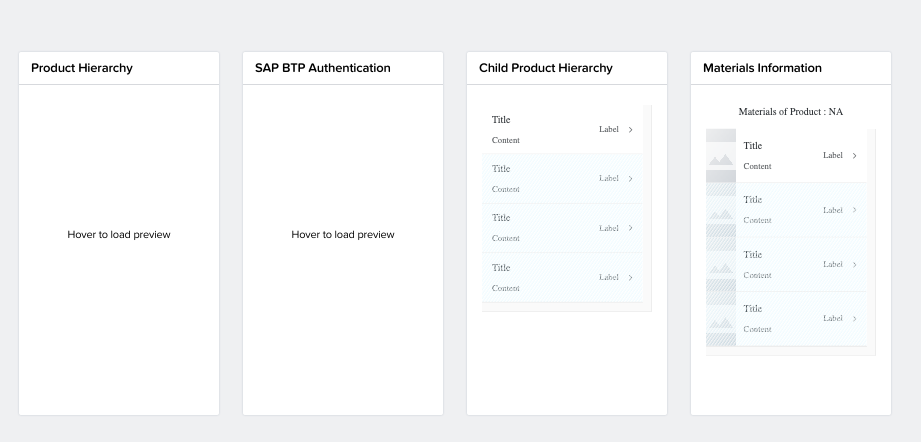 Product Hierarchy
Hover to load preview
SAP BTP Authentication
Hover to load preview
Child Product Hierarchy
Title
Content
Label
Title
Content
Label
Title
Content
Label
Title
Content
Label
Materials Information
Materials of Product : NA
Title
Content
Label
Title
Content
Label
Title
Content
Label
Title
Content
Label